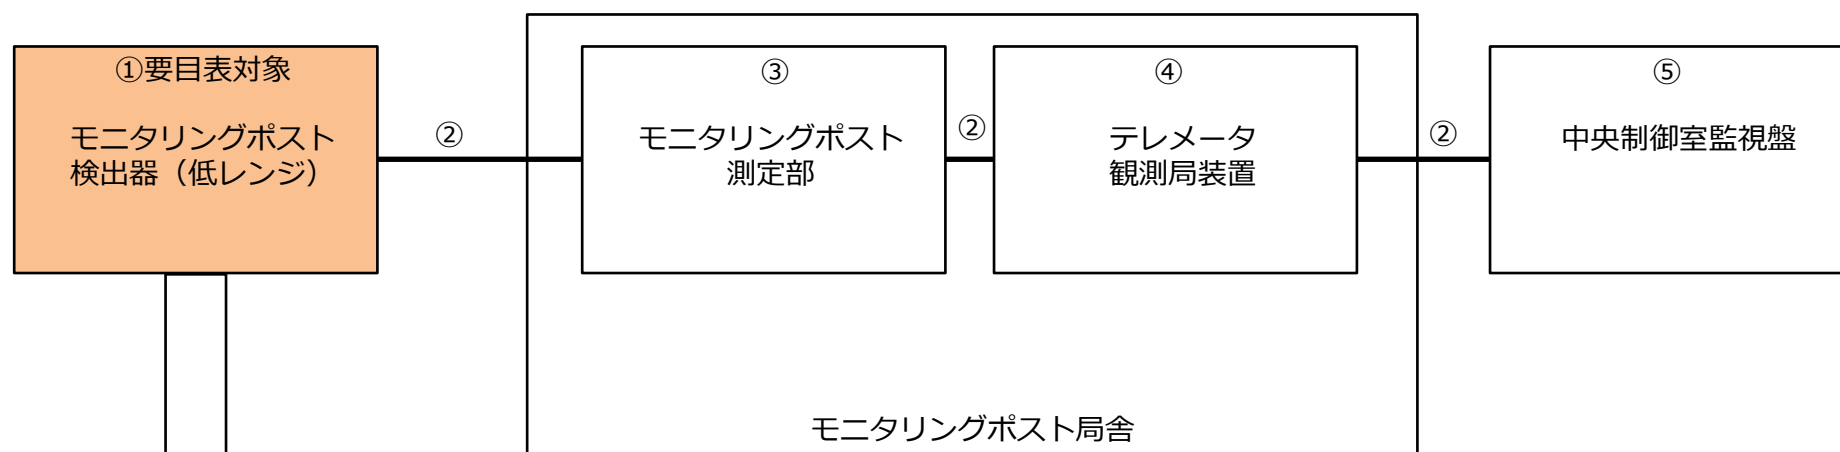 ①要目表対象
モニタリングポスト
検出器（低レンジ）
②
③
モニタリングポスト
測定部
②
④
テレメータ
観測局装置
②
⑤
中央制御室監視盤
モニタリングポスト局舎